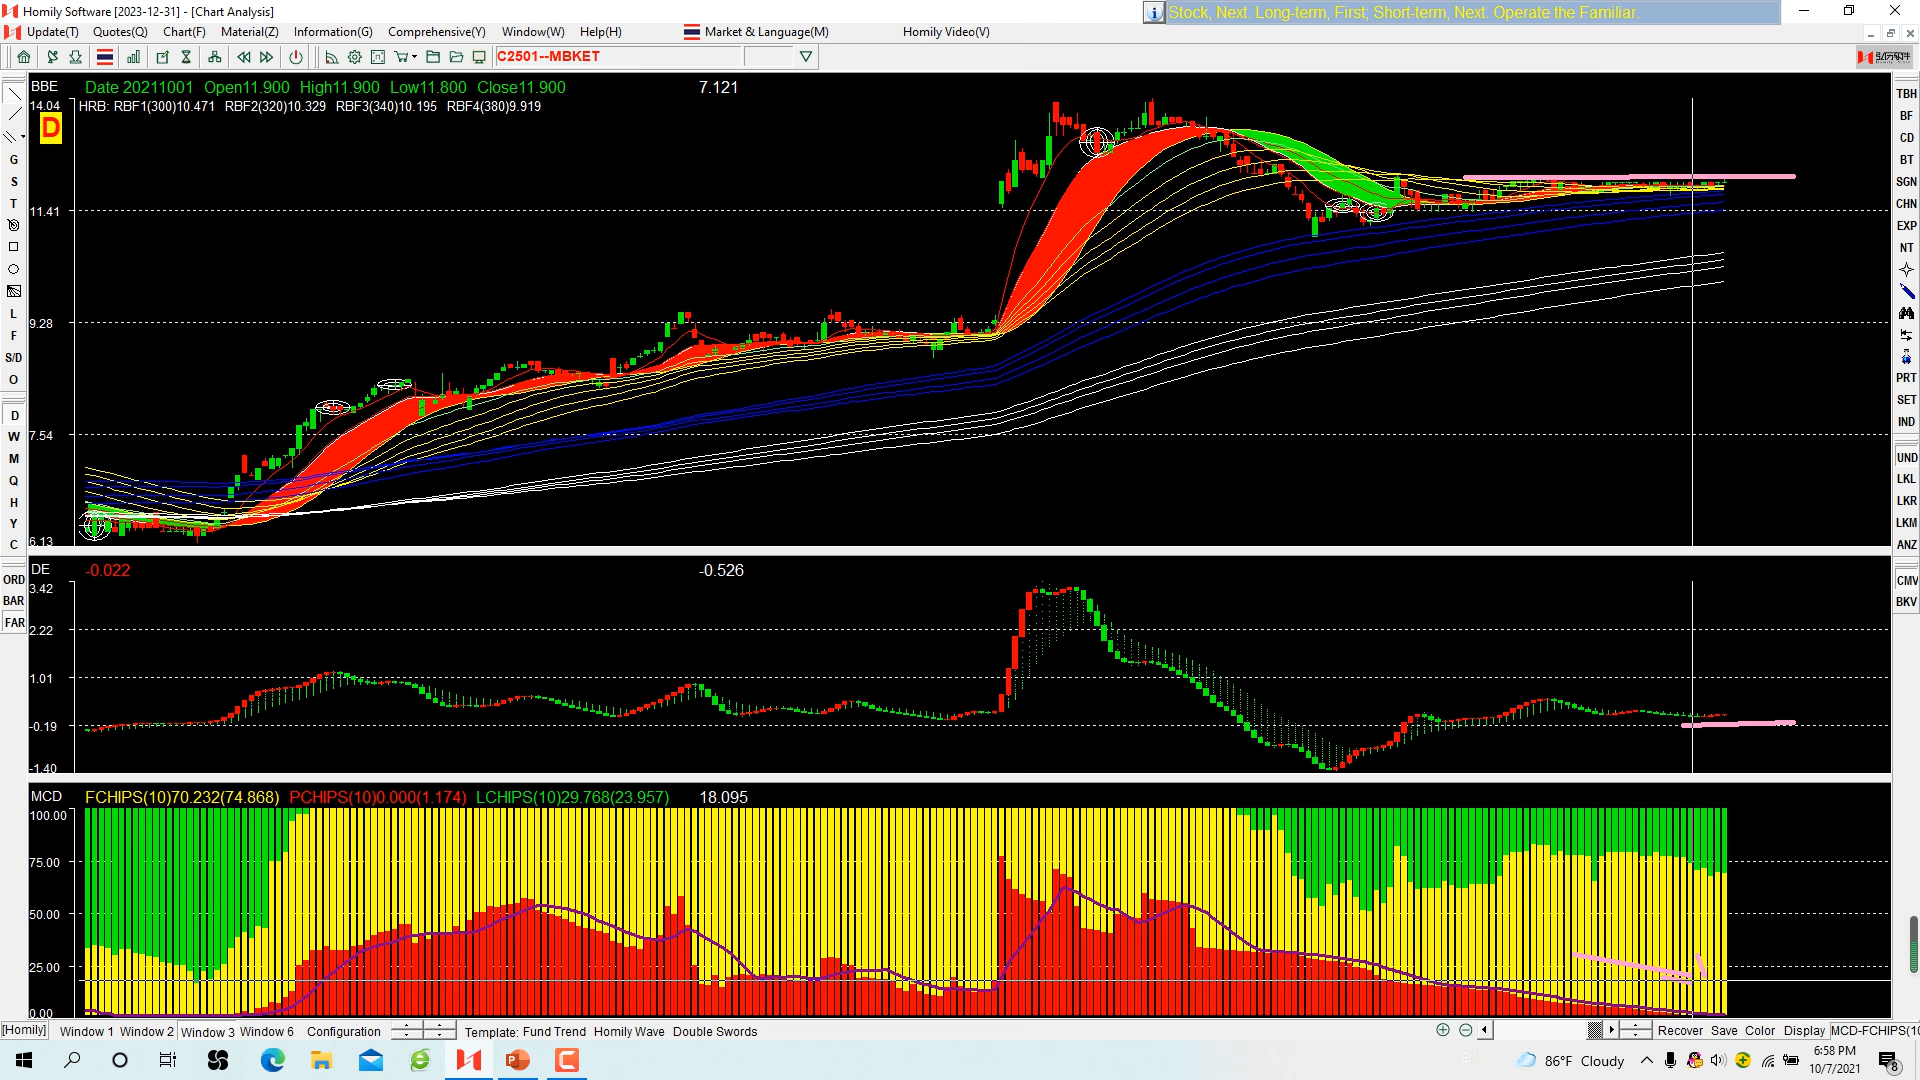 Homily Software [2023-12-31] - [Chart Analysis]
Stock, Next. Long-term, First; Short-term, Next. Operate the Familiar.
Update(T) Quotes(Q) Chart(F) Material(Z) Information(G) Comprehensive(Y) Window(W) Help(H) Market & Language(M) Homily Video(V)
C2501--MBKET
BBE Date 20211001 Open11.900 High11.900 Low11.800 Close11.900 7.121
14.04 HRB: RBF1(300)10.471 RBF2(320)10.329 RBF3(340)10.195 RBF4(380)9.919
D
11.41
9.28
7.54
6.13
DE -0.022 -0.526
3.42
2.22
1.01
-0.19
-1.40
MCD FCHIPS(10)70.232(74.868) PCHIPS(10)0.000(1.174) LCHIPS(10)29.768(23.957) 18.095
100.00
75.00
50.00
25.00
0.00
G
S
T
L
F
S/D
O
D
W
M
Q
H
Y
C
ORD
BAR
FAR
TBH
BF
CD
BT
SGN
CHN
EXP
NT
PRT
SET
IND
UND
LKL
LKR
LKM
ANZ
CMV
BKV
[Homily] Window 1 Window 2 Window 3 Window 6 Configuration Template: Fund Trend Homily Wave Double Swords Recover Save Color Display MCD-FCHIPS(10
86°F Cloudy
6:58 PM
10/7/2021
8